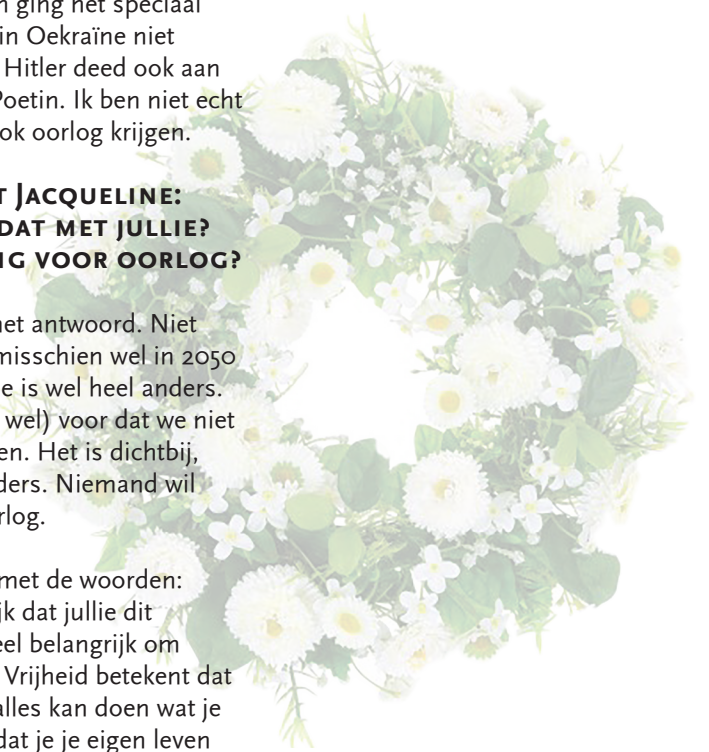 ging het speciaal
in Oekraïne niet
Hitler deed ook aan
Poetin. Ik ben niet echt
ok oorlog krijgen.
T JACQUELINE:
DAT MET JULLIE?
IG VOOR OORLOG?
het antwoord. Niet
misschien wel in 2050
e is wel heel anders.
wel) voor dat we niet
en. Het is dichtbij,
ders. Niemand wil
rlog.
met de woorden:
jk dat jullie dit
eel belangrijk om
Vrijheid betekent dat
alles kan doen wat je
dat je je eigen leven